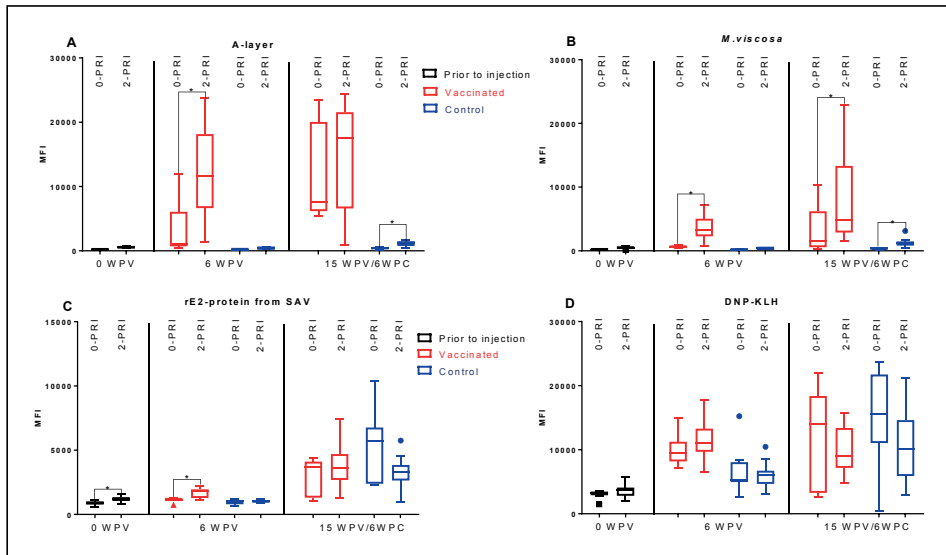 A
A-layer
30000
20000
10000
0
MFI
0-PRI
2-PRI
0-PRI
2-PRI
0-PRI
2-PRI
0-PRI
2-PRI
0-PRI
2-PRI
*
*
0 WPV
6 WPV
15 WPV/6WPC
Prior to injection
Vaccinated
Control
B
M.viscosa
30000
20000
10000
0
MFI
0-PRI
2-PRI
0-PRI
2-PRI
0-PRI
2-PRI
0-PRI
2-PRI
0-PRI
2-PRI
*
*
*
0 WPV
6 WPV
15 WPV/6WPC
C
rE2-protein from SAV
15000
10000
5000
0
MFI
0-PRI
2-PRI
0-PRI
2-PRI
0-PRI
2-PRI
0-PRI
2-PRI
0-PRI
2-PRI
*
*
0 WPV
6 WPV
15 WPV/6WPC
Prior to injection
Vaccinated
Control
D
DNP-KLH
30000
20000
10000
0
MFI
0-PRI
2-PRI
0-PRI
2-PRI
0-PRI
2-PRI
0-PRI
2-PRI
0-PRI
2-PRI
0 WPV
6 WPV
15 WPV/6WPC